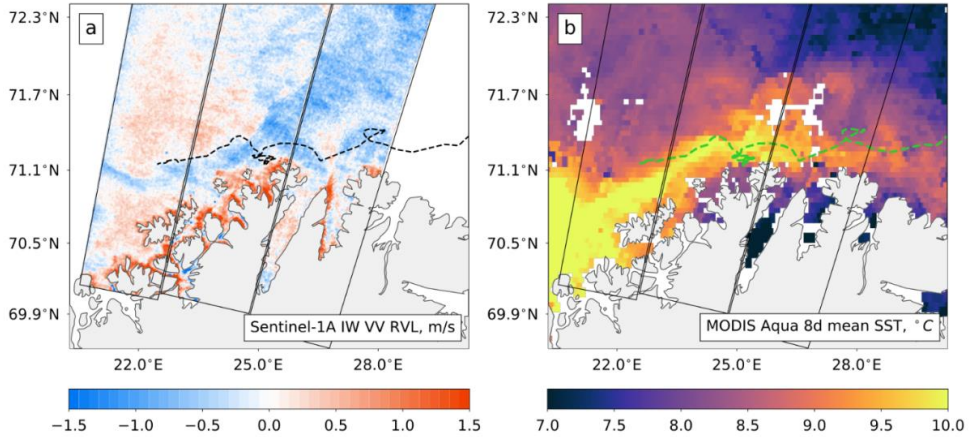 a
72.3°N
71.7°N
71.1°N
70.5°N
69.9°N
22.0°E 25.0°E 28.0°E
Sentinel-1A IW VV RVL, m/s
−1.5 −1.0 −0.5 0.0 0.5 1.0 1.5
b
72.3°N
71.7°N
71.1°N
70.5°N
69.9°N
22.0°E 25.0°E 28.0°E
MODIS Aqua 8d mean SST, °C
7.0 7.5 8.0 8.5 9.0 9.5 10.0